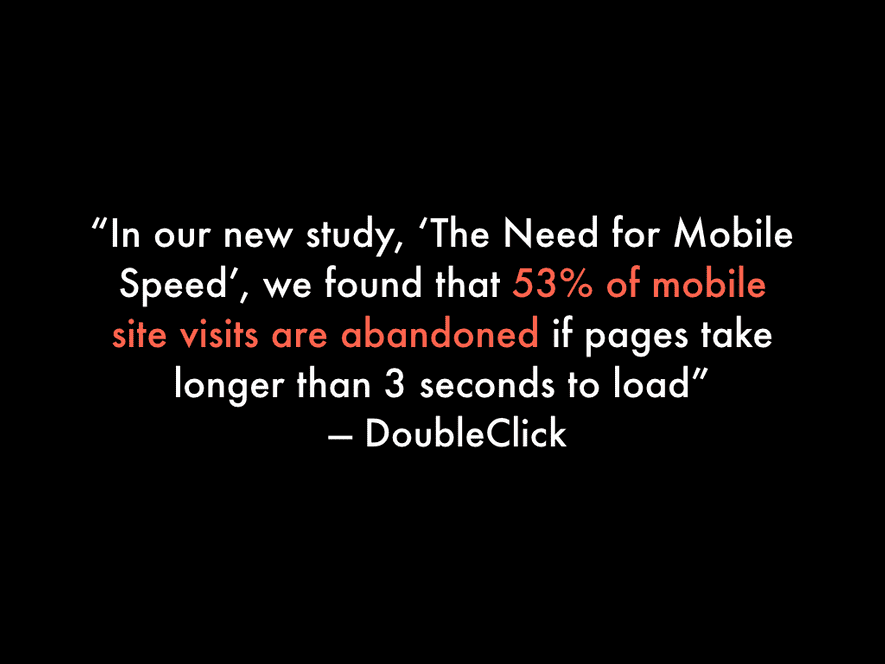 “In our new study, ‘The Need for Mobile
Speed’, we found that 53% of mobile
site visits are abandoned if pages take
longer than 3 seconds to load”
— DoubleClick